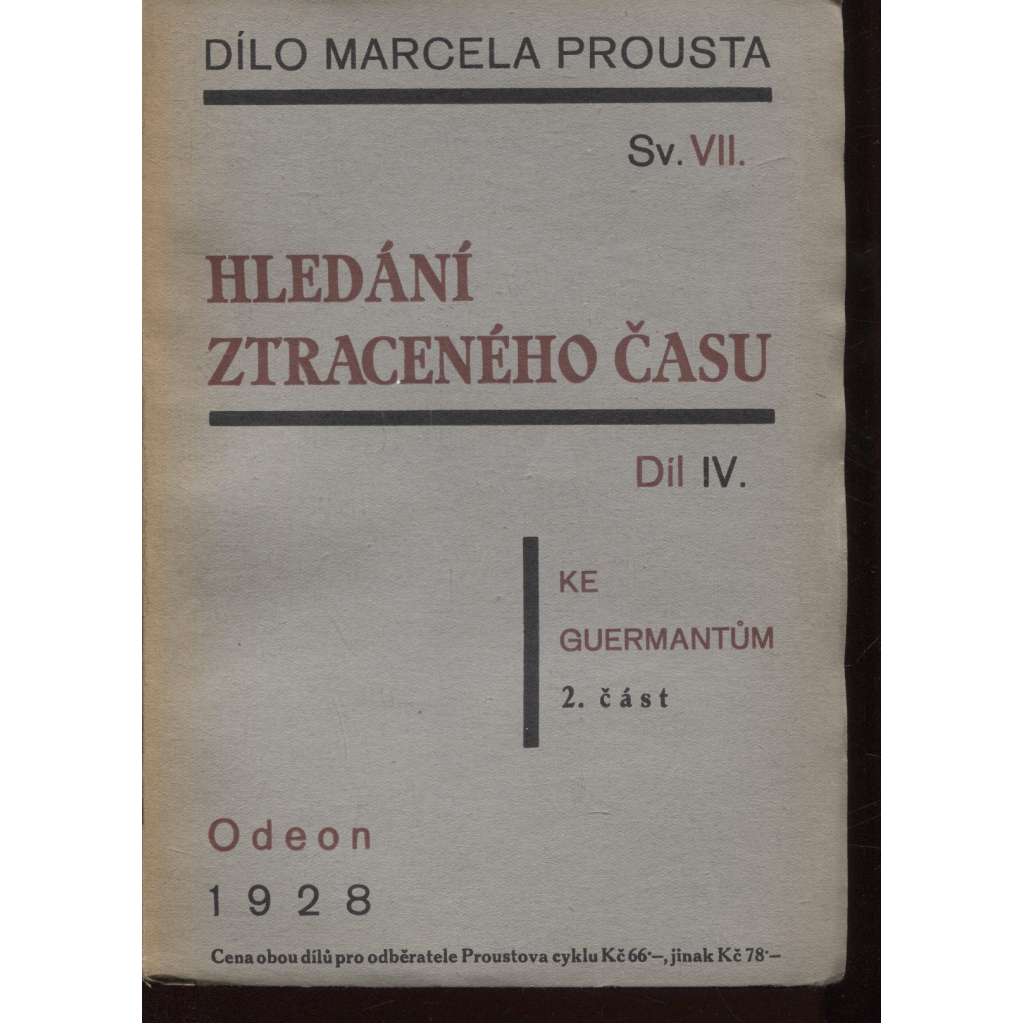 DÍLO MARCELA PROUSTA
Sv. VII.
HLEDÁNÍ
ZTRACENÉHO ČASU
Díl IV.
KE
GUERMANTŮM
2. část
Odeon
1928
Cena obou dílů pro odběratele Proustova cyklu Kč 66·–, jinak Kč 78·–